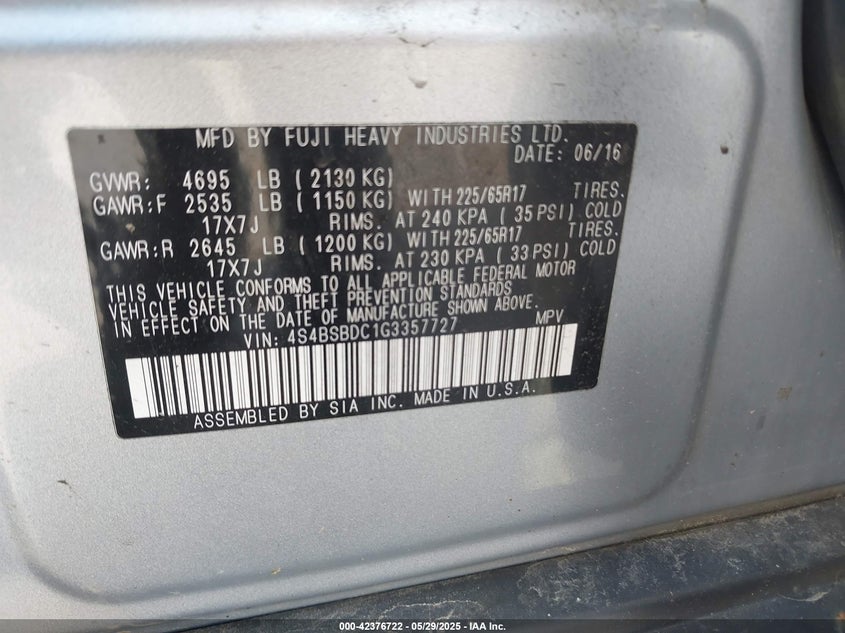 MFD BY FUJI HEAVY INDUSTRIES LTD.
DATE: 06/16
GVWR: 4695 LB ( 2130 KG)
GAWR:F 2535 LB ( 1150 KG) WITH 225/65R17 TIRES.
17X7J RIMS. AT 240 KPA ( 35 PSI) COLD
GAWR:R 2645 LB ( 1200 KG) WITH 225/65R17 TIRES.
17X7J RIMS. AT 230 KPA ( 33 PSI) COLD
THIS VEHICLE CONFORMS TO ALL APPLICABLE FEDERAL MOTOR
VEHICLE SAFETY AND THEFT PREVENTION STANDARDS
IN EFFECT ON THE DATE OF MANUFACTURE SHOWN ABOVE.
VIN: 4S4BSBDC1G3357727 MPV
ASSEMBLED BY SIA INC. MADE IN U.S.A.
000-42376722 - 05/29/2025 - IAA Inc.